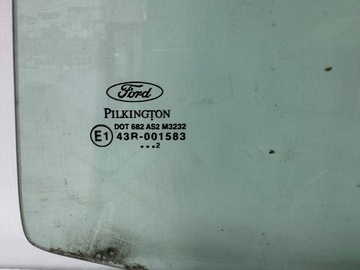 Ford
PILKINGTON
DOT 682 AS2 M3232
E1 43R-001583
...2